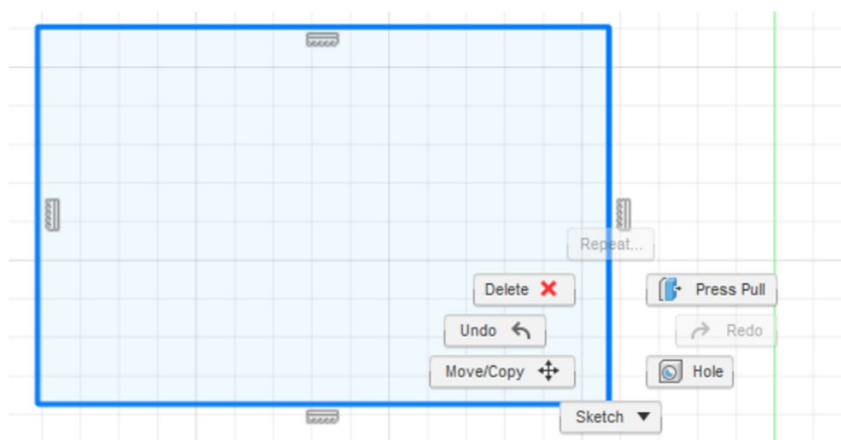 Repeat...
Delete
Press Pull
Undo
Redo
Move/Copy
Hole
Sketch